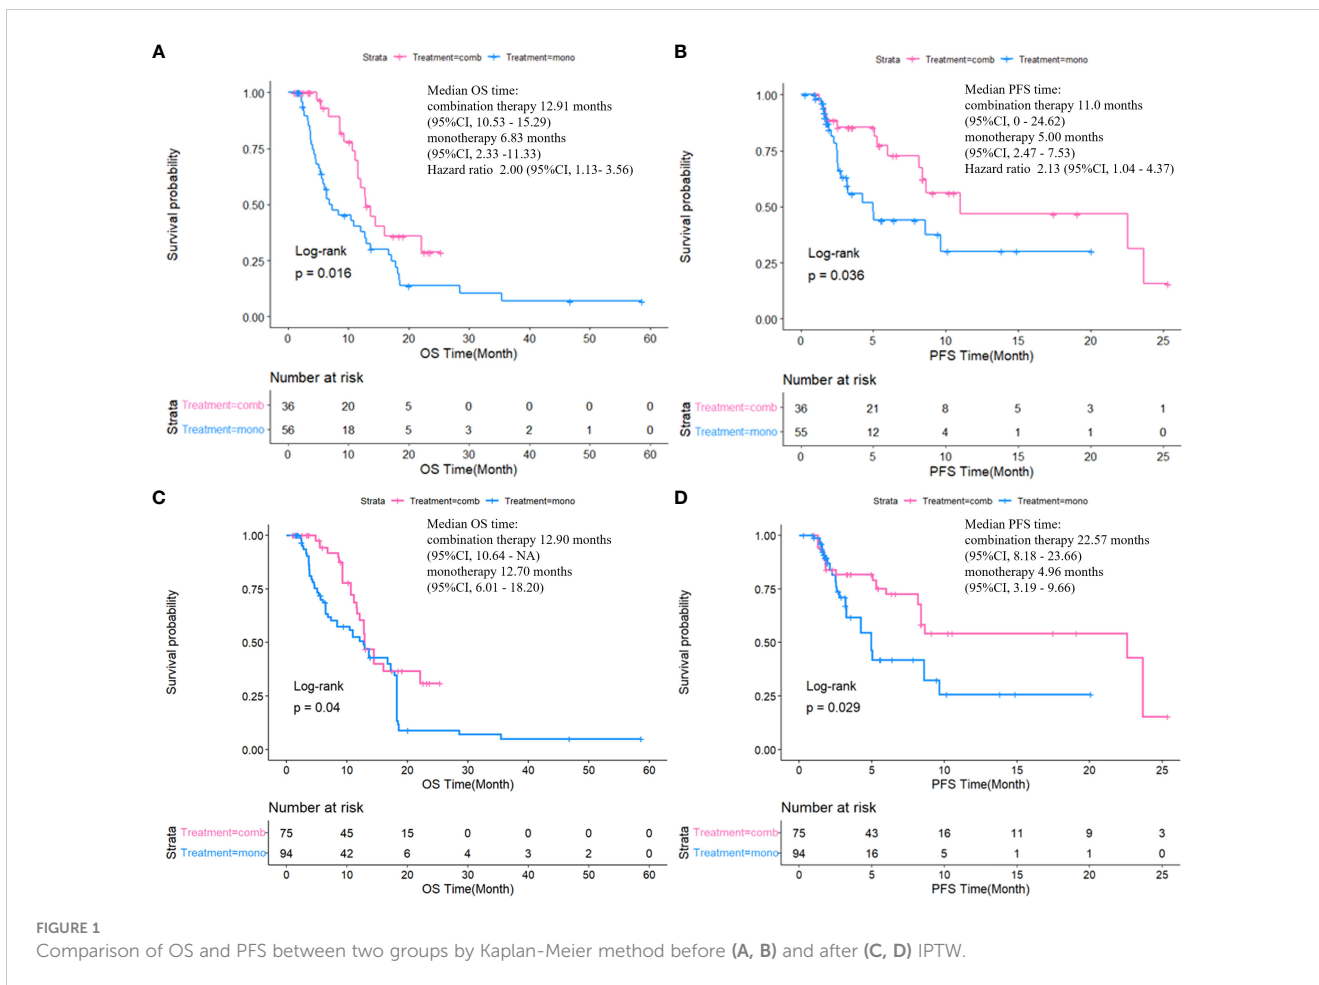 A
Strata Treatment=comb Treatment=mono
Median OS time:
combination therapy 12.91 months
(95%CI, 10.53 - 15.29)
monotherapy 6.83 months
(95%CI, 2.33 -11.33)
Hazard ratio 2.00 (95%CI, 1.13- 3.56)
Survival probability
1.00
0.75
0.50
0.25
0.00
Log-rank
p = 0.016
0 10 20 30 40 50 60
OS Time(Month)
Number at risk
Strata
Treatment=comb 36 20 5 0 0 0 0
Treatment=mono 56 18 5 3 2 1 0
0 10 20 30 40 50 60
OS Time(Month)
B
Strata Treatment=comb Treatment=mono
Median PFS time:
combination therapy 11.0 months
(95%CI, 0 - 24.62)
monotherapy 5.00 months
(95%CI, 2.47 - 7.53)
Hazard ratio 2.13 (95%CI, 1.04 - 4.37)
Survival probability
1.00
0.75
0.50
0.25
0.00
Log-rank
p = 0.036
0 5 10 15 20 25
PFS Time(Month)
Number at risk
Strata
Treatment=comb 36 21 8 5 3 1
Treatment=mono 55 12 4 1 1 0
0 5 10 15 20 25
PFS Time(Month)
C
Strata Treatment=comb Treatment=mono
Median OS time:
combination therapy 12.90 months
(95%CI, 10.64 - NA)
monotherapy 12.70 months
(95%CI, 6.01 - 18.20)
Survival probability
1.00
0.75
0.50
0.25
0.00
Log-rank
p = 0.04
0 10 20 30 40 50 60
OS Time(Month)
Number at risk
Strata
Treatment=comb 75 45 15 0 0 0 0
Treatment=mono 94 42 6 4 3 2 0
0 10 20 30 40 50 60
OS Time(Month)
D
Strata Treatment=comb Treatment=mono
Median PFS time:
combination therapy 22.57 months
(95%CI, 8.18 - 23.66)
monotherapy 4.96 months
(95%CI, 3.19 - 9.66)
Survival probability
1.00
0.75
0.50
0.25
0.00
Log-rank
p = 0.029
0 5 10 15 20 25
PFS Time(Month)
Number at risk
Strata
Treatment=comb 75 43 16 11 9 3
Treatment=mono 94 16 5 1 1 0
0 5 10 15 20 25
PFS Time(Month)
FIGURE 1
Comparison of OS and PFS between two groups by Kaplan-Meier method before (A, B) and after (C, D) IPTW.